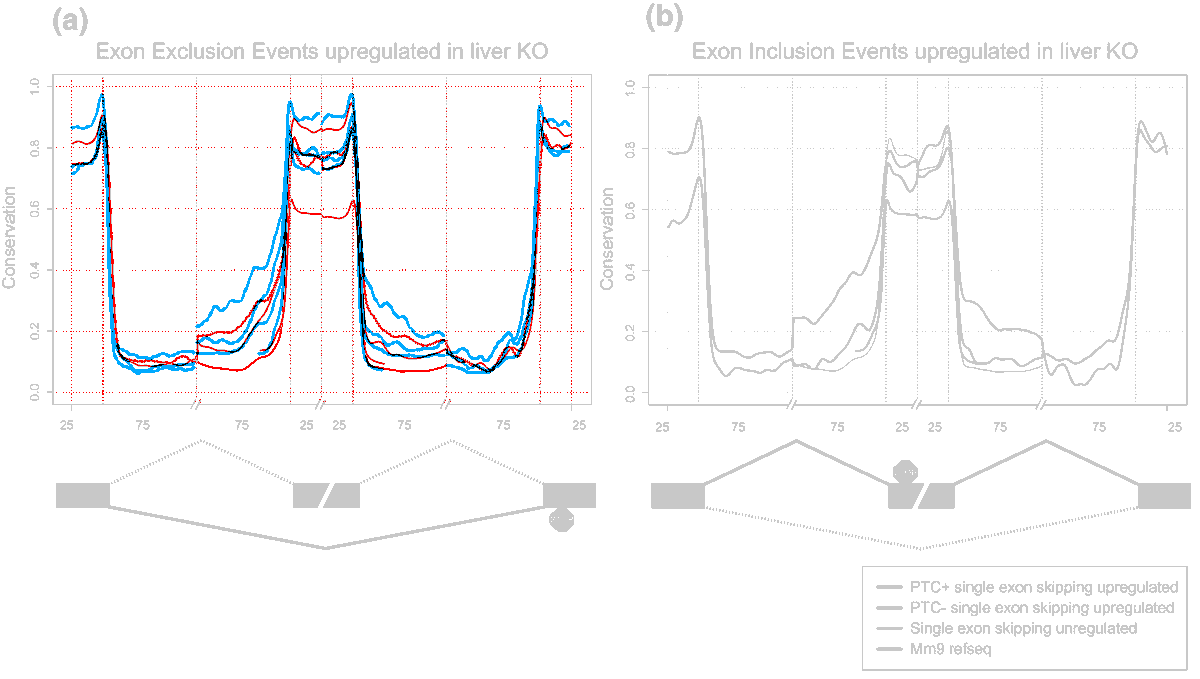 (a)
Exon Exclusion Events upregulated in liver KO
Conservation
1.0
0.8
0.6
0.4
0.2
0.0
25 75 75 25 25 75 75 25
(b)
Exon Inclusion Events upregulated in liver KO
Conservation
1.0
0.8
0.6
0.4
0.2
0.0
25 75 75 25 25 75 75 25
PTC+ single exon skipping upregulated
PTC- single exon skipping upregulated
Single exon skipping unregulated
Mm9 refseq